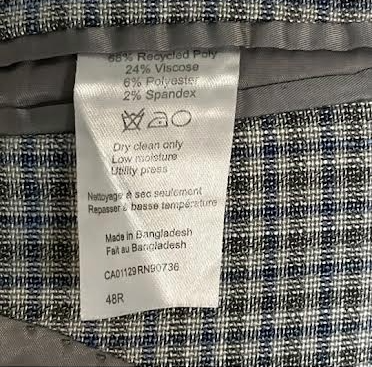 68% Recycled Poly
24% Viscose
6% Polyester
2% Spandex
Dry clean only
Low moisture
Utility press
Nettoyage à sec seulement
Repasser à basse température
Made in Bangladesh
Fait au Bangladesh
CA01129 RN90736
48R